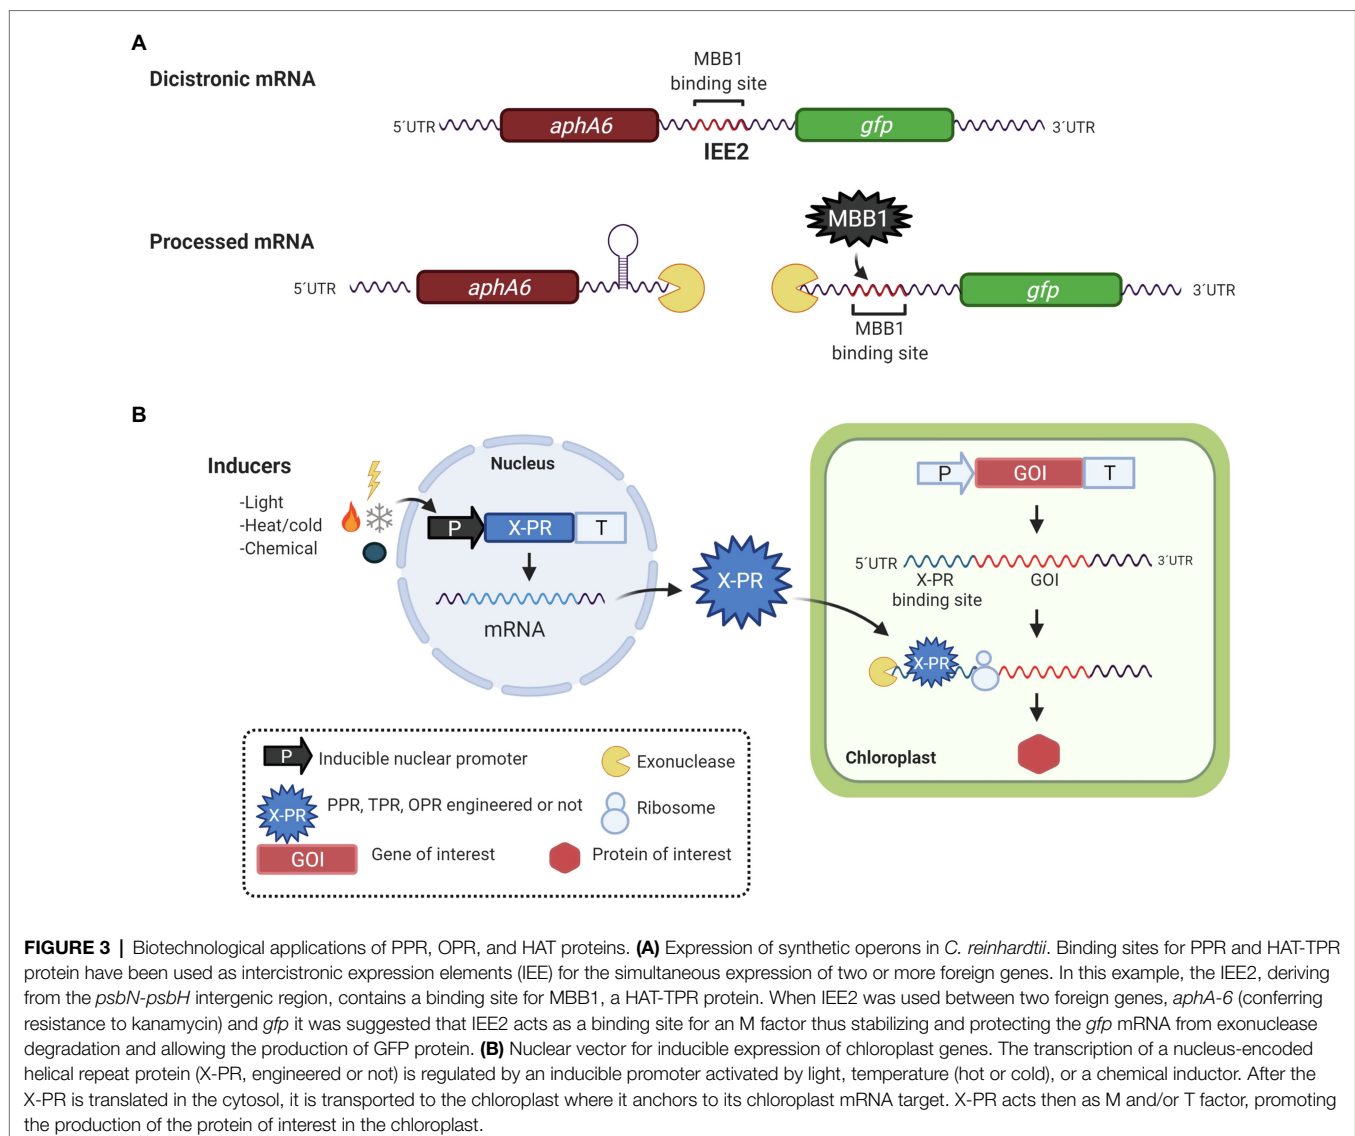 A
Dicistronic mRNA
MBB1
binding site
5´UTR
aphA6
gfp
3´UTR
IEE2
Processed mRNA
MBB1
5´UTR
aphA6
gfp
3´UTR
MBB1
binding site
B
Inducers
-Light
-Heat/cold
-Chemical
Nucleus
P
X-PR
T
mRNA
X-PR
P
GOI
T
5´UTR
3´UTR
X-PR
binding site
GOI
X-PR
Chloroplast
P
Inducible nuclear promoter
Exonuclease
X-PR
PPR, TPR, OPR engineered or not
Ribosome
GOI
Gene of interest
Protein of interest
FIGURE 3 | Biotechnological applications of PPR, OPR, and HAT proteins. (A) Expression of synthetic operons in C. reinhardtii. Binding sites for PPR and HAT-TPR
protein have been used as intercistronic expression elements (IEE) for the simultaneous expression of two or more foreign genes. In this example, the IEE2, deriving
from the psbN-psbH intergenic region, contains a binding site for MBB1, a HAT-TPR protein. When IEE2 was used between two foreign genes, aphA-6 (conferring
resistance to kanamycin) and gfp it was suggested that IEE2 acts as a binding site for an M factor thus stabilizing and protecting the gfp mRNA from exonuclease
degradation and allowing the production of GFP protein. (B) Nuclear vector for inducible expression of chloroplast genes. The transcription of a nucleus-encoded
helical repeat protein (X-PR, engineered or not) is regulated by an inducible promoter activated by light, temperature (hot or cold), or a chemical inductor. After the
X-PR is translated in the cytosol, it is transported to the chloroplast where it anchors to its chloroplast mRNA target. X-PR acts then as M and/or T factor, promoting
the production of the protein of interest in the chloroplast.